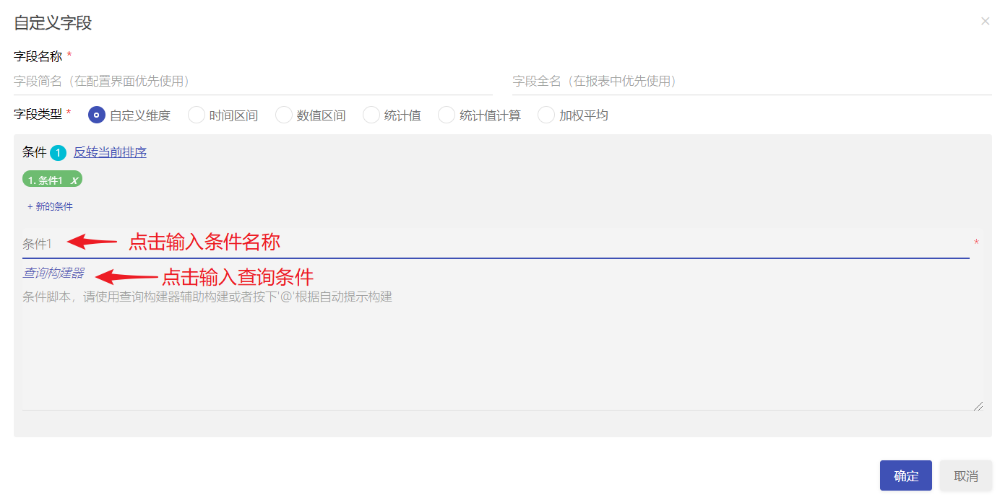 自定义字段
字段名称 *
字段简名（在配置界面优先使用） 字段全名（在报表中优先使用）
字段类型 * 自定义维度 时间区间 数值区间 统计值 统计值计算 加权平均
条件 1 反转当前排序
1. 条件1 x
+ 新的条件
条件1 点击输入条件名称 *
查询构建器 点击输入查询条件
条件脚本，请使用查询构建器辅助构建或者按下'@'根据自动提示构建
确定 取消